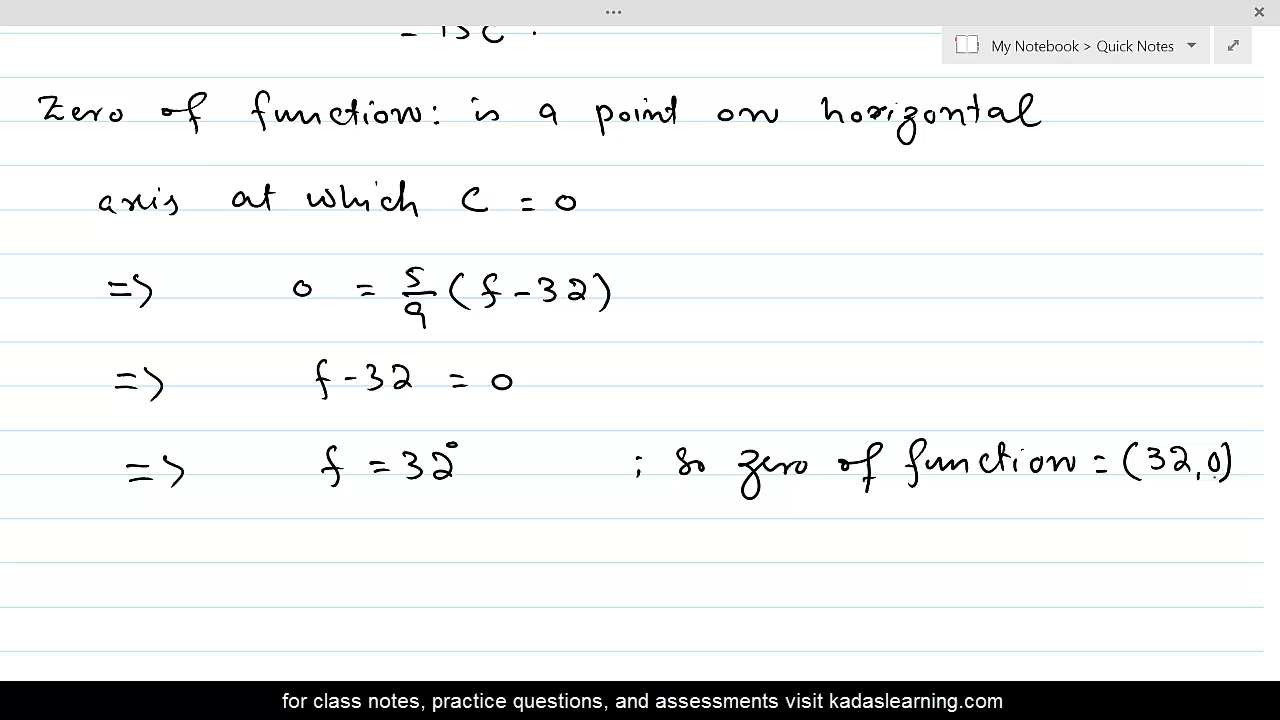 = 15 C.
My Notebook > Quick Notes
Zero of function: is a point on horizontal
axis at which C = 0
=> 0 = 5/9 (f - 32)
=> f - 32 = 0
=> f = 32° ; so zero of function = (32, 0)
for class notes, practice questions, and assessments visit kadaslearning.com